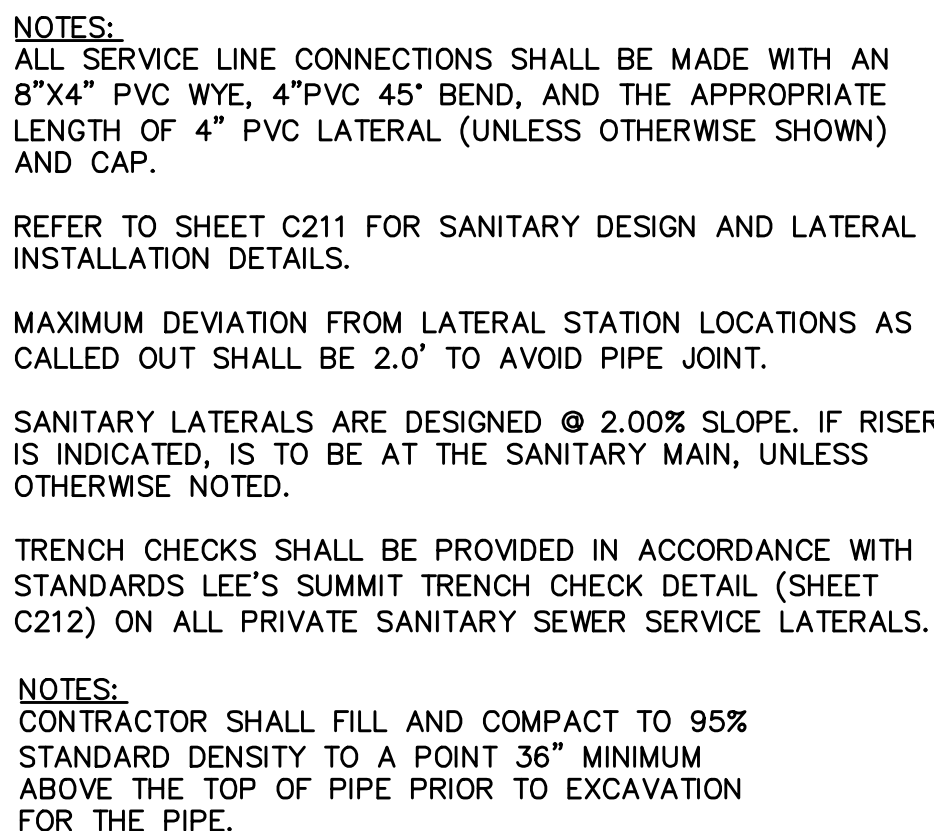 NOTES:
ALL SERVICE LINE CONNECTIONS SHALL BE MADE WITH AN
8"X4" PVC WYE, 4"PVC 45° BEND, AND THE APPROPRIATE
LENGTH OF 4" PVC LATERAL (UNLESS OTHERWISE SHOWN)
AND CAP.
REFER TO SHEET C211 FOR SANITARY DESIGN AND LATERAL
INSTALLATION DETAILS.
MAXIMUM DEVIATION FROM LATERAL STATION LOCATIONS AS
CALLED OUT SHALL BE 2.0' TO AVOID PIPE JOINT.
SANITARY LATERALS ARE DESIGNED @ 2.00% SLOPE. IF RISER
IS INDICATED, IS TO BE AT THE SANITARY MAIN, UNLESS
OTHERWISE NOTED.
TRENCH CHECKS SHALL BE PROVIDED IN ACCORDANCE WITH
STANDARDS LEE'S SUMMIT TRENCH CHECK DETAIL (SHEET
C212) ON ALL PRIVATE SANITARY SEWER SERVICE LATERALS.
NOTES:
CONTRACTOR SHALL FILL AND COMPACT TO 95%
STANDARD DENSITY TO A POINT 36" MINIMUM
ABOVE THE TOP OF PIPE PRIOR TO EXCAVATION
FOR THE PIPE.